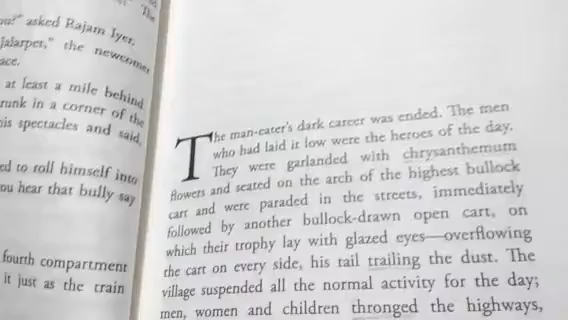 The
ou?" asked Rajam Iyer.
Jalarpet," the newcomer
ace.
at least a mile behind
runk in a corner of the
his spectacles and said,
ed to roll himself into
ou hear that bully say
fourth compartment
it just as the train
The man-eater's dark career was ended. The men
who had laid it low were the heroes of the day.
They were garlanded with chrysanthemum
flowers and seated on the arch of the highest bullock
cart and were paraded in the streets, immediately
followed by another bullock-drawn open cart, on
which their trophy lay with glazed eyes—overflowing
the cart on every side, his tail trailing the dust. The
village suspended all the normal activity for the day;
men, women and children thronged the highways,